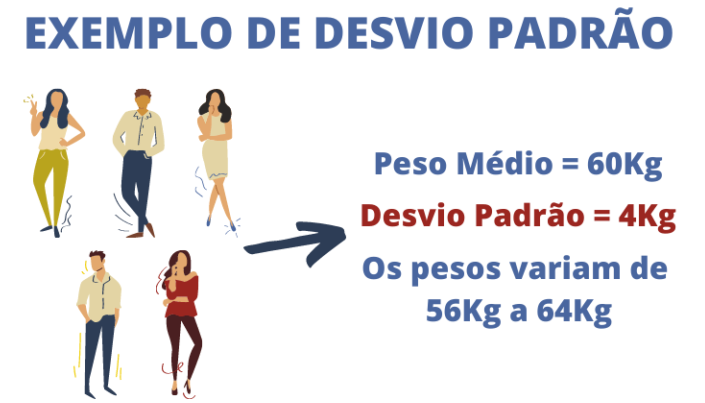 EXEMPLO DE DESVIO PADRÃO
Peso Médio = 60Kg
Desvio Padrão = 4Kg
Os pesos variam de
56Kg a 64Kg